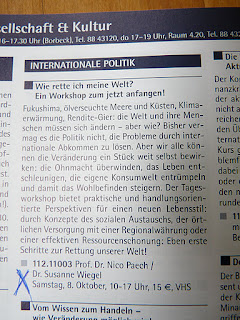 sellschaft & Kultur
6–17.30 Uhr (Borbeck), Tel. 88 43120, do 17–19 Uhr, Raum 4.20, Tel. 88
INTERNATIONALE POLITIK
Wie rette ich meine Welt?
Ein Workshop zum jetzt anfangen!
Fukushima, ölverseuchte Meere und Küsten, Klima-
erwärmung, Rendite-Gier: die Welt und ihre Men-
schen müssen sich ändern – aber wie? Bisher ver-
mag es die Politik nicht, die Probleme durch inter-
nationale Abkommen zu lösen. Aber wir alle kön-
nen die Veränderung ein Stück weit selbst bewir-
ken: die Ohnmacht überwinden, das Leben ent-
schleunigen, die eigene Konsumwelt entrümpeln
und damit das Wohlbefinden steigern. Der Tages-
workshop bietet praktische und handlungsorien-
tierte Perspektiven für einen neuen Lebensstil:
durch Konzepte des sozialen Austauschs, der ört-
lichen Versorgung mit einer Regionalwährung oder
einer effektiven Ressourcenschonung: Eben erste
Schritte zur Rettung unserer Welt!
112.11003 Prof. Dr. Nico Paech /
Dr. Susanne Wiegel
Samstag, 8. Oktober, 10–17 Uhr, 15 €, VHS
Vom Wissen zum Handeln –